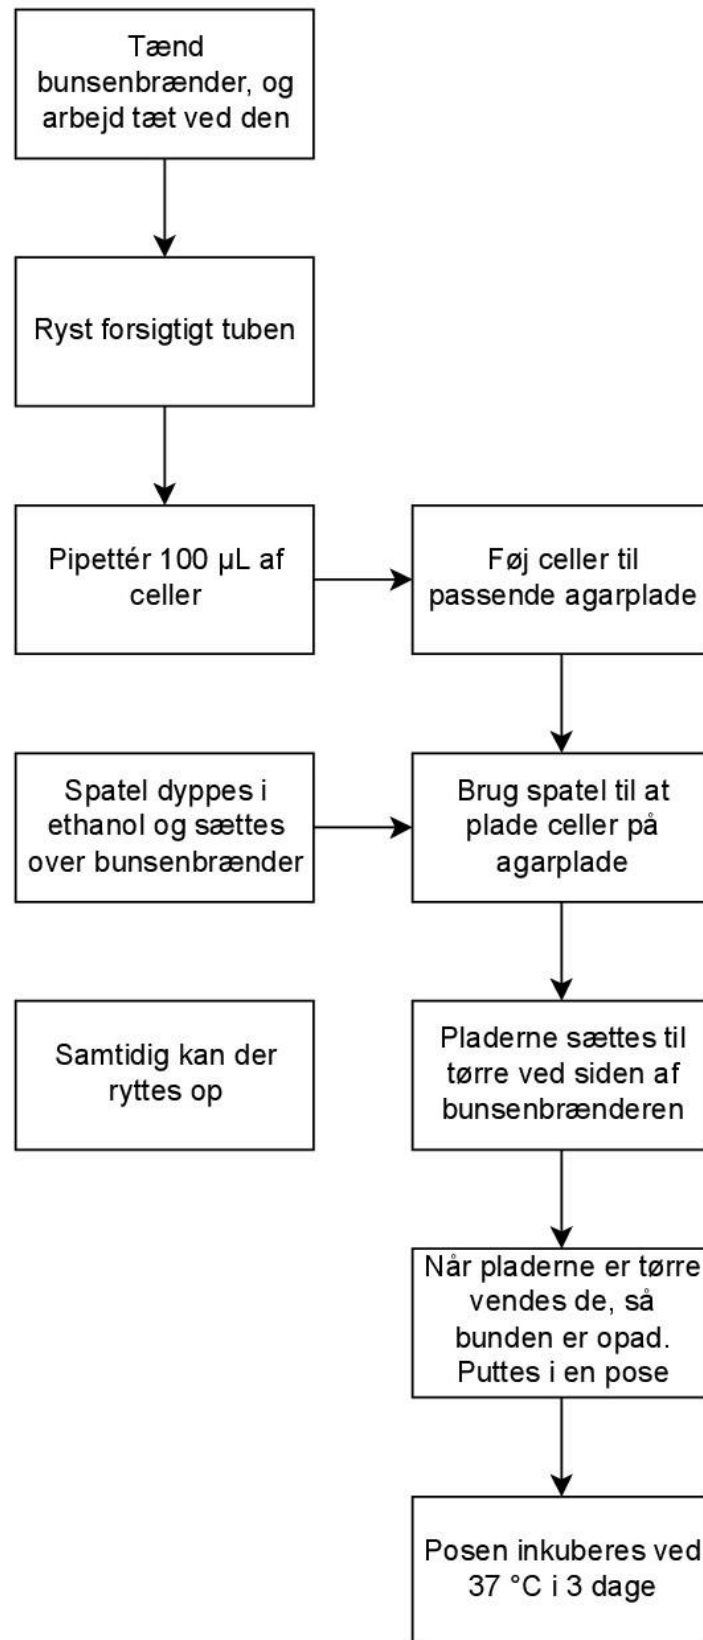 Tænd
bunsenbrænder, og
arbejd tæt ved den
Ryst forsigtigt tuben
Pipettér 100 µL af
celler
Føj celler til
passende agarplade
Spatel dyppes i
ethanol og sættes
over bunsenbrænder
Brug spatel til at
plade celler på
agarplade
Samtidig kan der
ryttes op
Pladerne sættes til
tørre ved siden af
bunsenbrænderen
Når pladerne er tørre
vendes de, så
bunden er opad.
Puttes i en pose
Posen inkuberes ved
37 °C i 3 dage